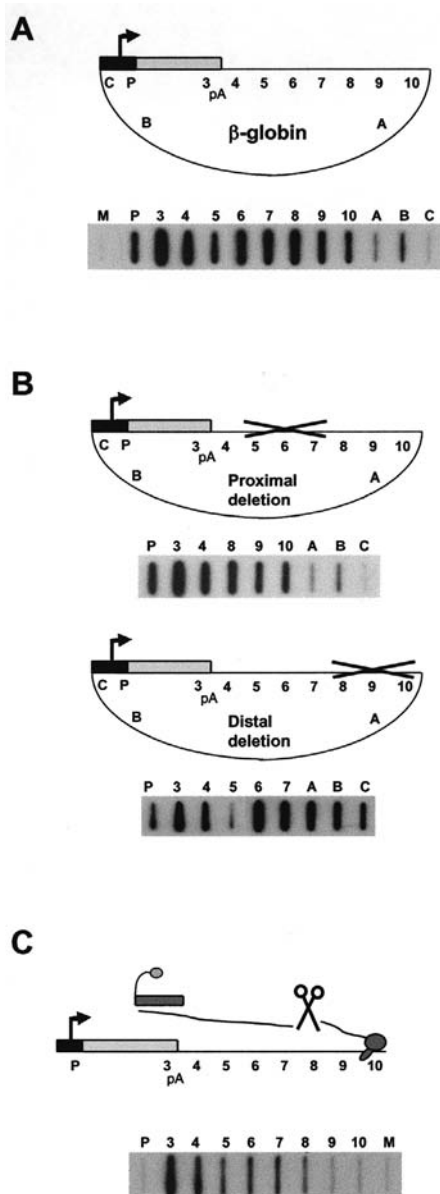 A
C P 3 4 5 6 7 8 9 10
pA
B A
β-globin
M P 3 4 5 6 7 8 9 10 A B C
B
C P 3 4 5 6 7 8 9 10
pA
B A
Proximal
deletion
P 3 4 8 9 10 A B C
C P 3 4 5 6 7 8 9 10
pA
B A
Distal
deletion
P 3 4 5 6 7 A B C
C
P 3 4 5 6 7 8 9 10
pA
P 3 4 5 6 7 8 9 10 M